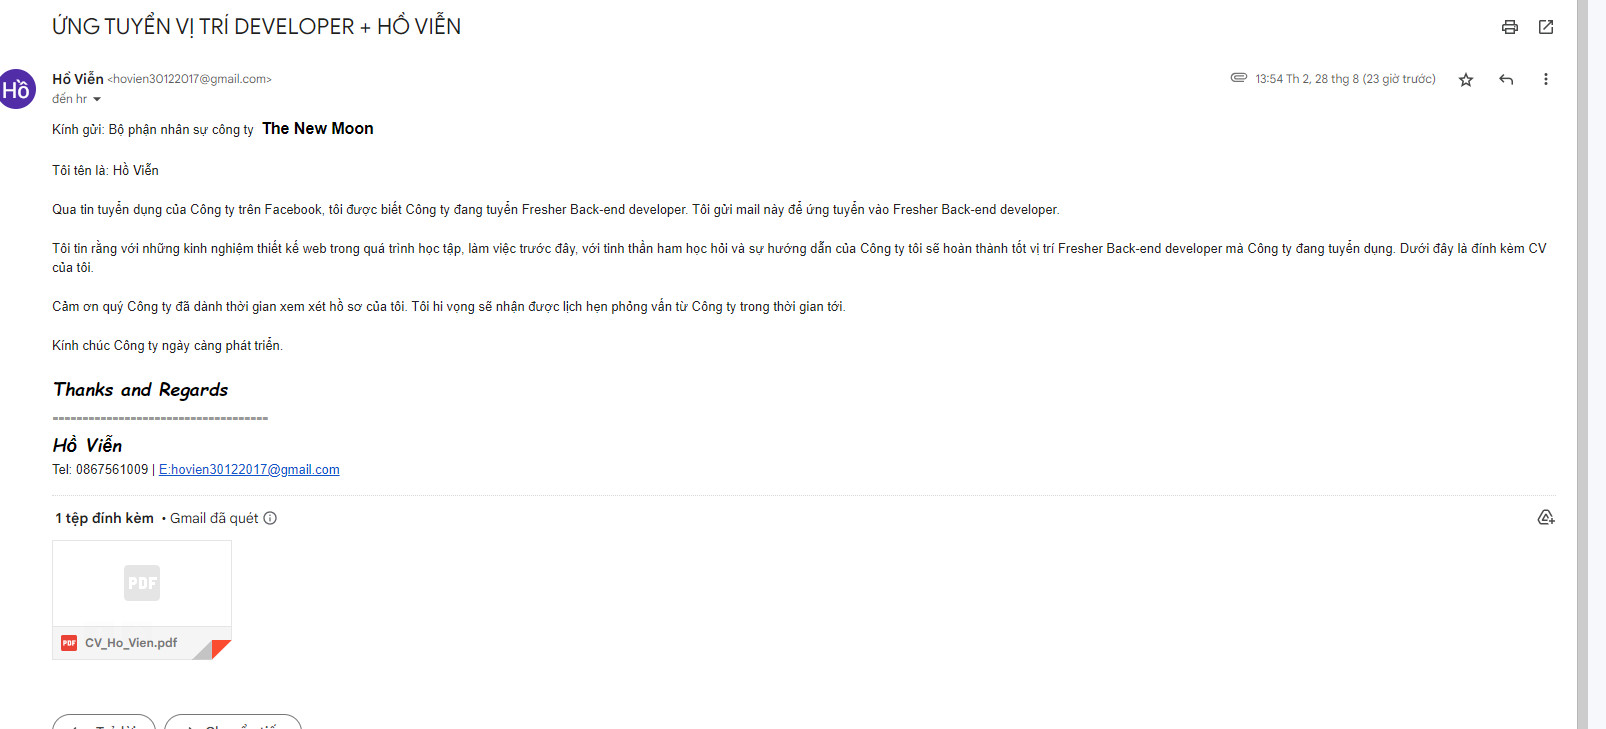 ỨNG TUYỂN VỊ TRÍ DEVELOPER + HỒ VIỄN
Hồ
Hồ Viễn <hovien30122017@gmail.com>
13:54 Th 2, 28 thg 8 (23 giờ trước)
đến hr
Kính gửi: Bộ phận nhân sự công ty The New Moon
Tôi tên là: Hồ Viễn
Qua tin tuyển dụng của Công ty trên Facebook, tôi được biết Công ty đang tuyển Fresher Back-end developer. Tôi gửi mail này để ứng tuyển vào Fresher Back-end developer.
Tôi tin rằng với những kinh nghiệm thiết kế web trong quá trình học tập, làm việc trước đây, với tinh thần ham học hỏi và sự hướng dẫn của Công ty tôi sẽ hoàn thành tốt vị trí Fresher Back-end developer mà Công ty đang tuyển dụng. Dưới đây là đính kèm CV
của tôi.
Cảm ơn quý Công ty đã dành thời gian xem xét hồ sơ của tôi. Tôi hi vọng sẽ nhận được lịch hẹn phỏng vấn từ Công ty trong thời gian tới.
Kính chúc Công ty ngày càng phát triển.
Thanks and Regards
------------------------------------
Hồ Viễn
Tel: 0867561009 | E:hovien30122017@gmail.com
1 tệp đính kèm • Gmail đã quét
PDF
PDF CV_Ho_Vien.pdf